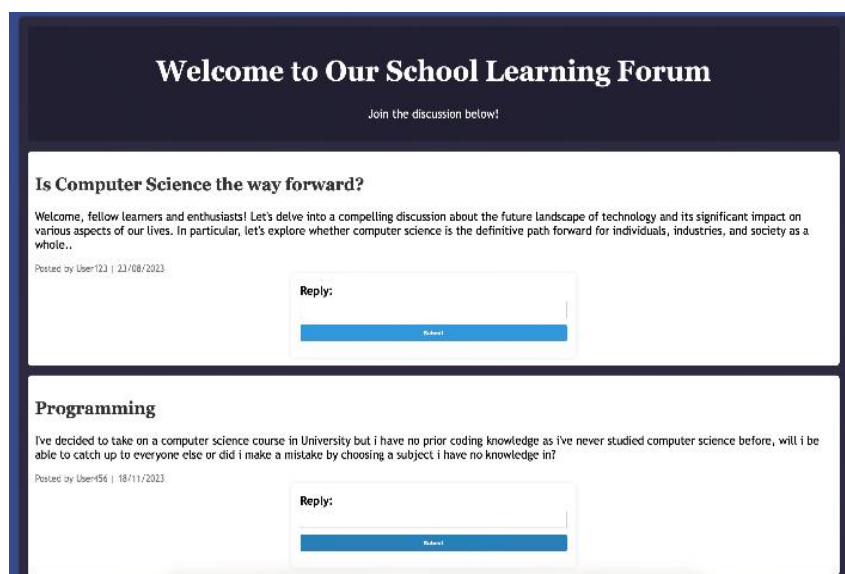 Welcome to Our School Learning Forum
Join the discussion below!
Is Computer Science the way forward?
Welcome, fellow learners and enthusiasts! Let's delve into a compelling discussion about the future landscape of technology and its significant impact on
various aspects of our lives. In particular, let's explore whether computer science is the definitive path forward for individuals, industries, and society as a
whole..
Posted by User123 | 23/08/2023
Reply:
Submit
Programming
I've decided to take on a computer science course in University but i have no prior coding knowledge as i've never studied computer science before, will i be
able to catch up to everyone else or did i make a mistake by choosing a subject i have no knowledge in?
Posted by User456 | 18/11/2023
Reply:
Submit